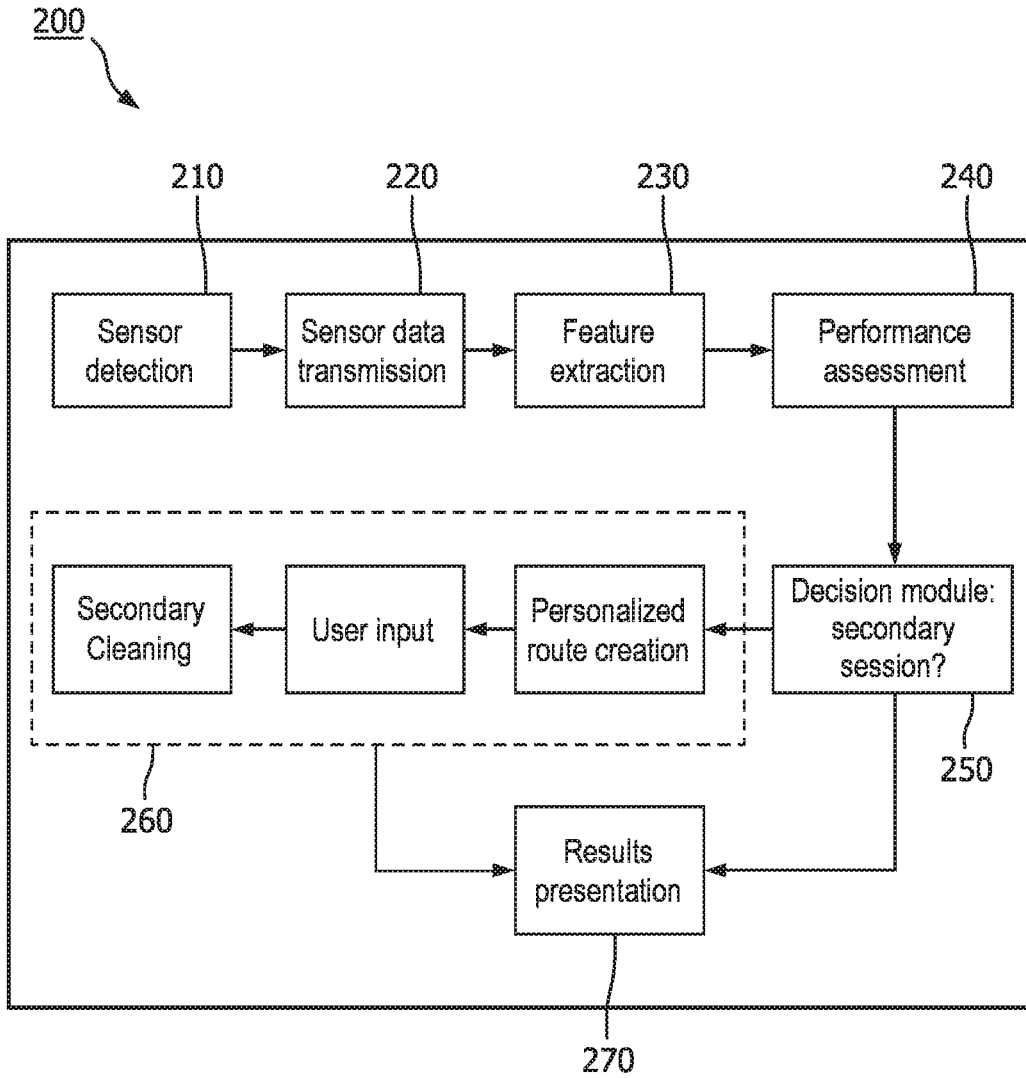 200
210
220
230
240
Sensor
detection
Sensor data
transmission
Feature
extraction
Performance
assessment
Secondary
Cleaning
User input
Personalized
route creation
Decision module:
secondary
session?
250
260
Results
presentation
270